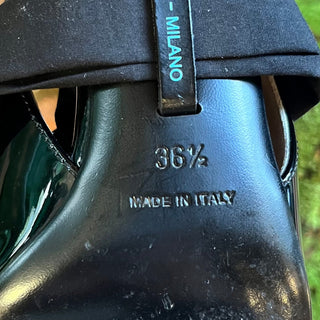 - MILANO
36½
MADE IN ITALY